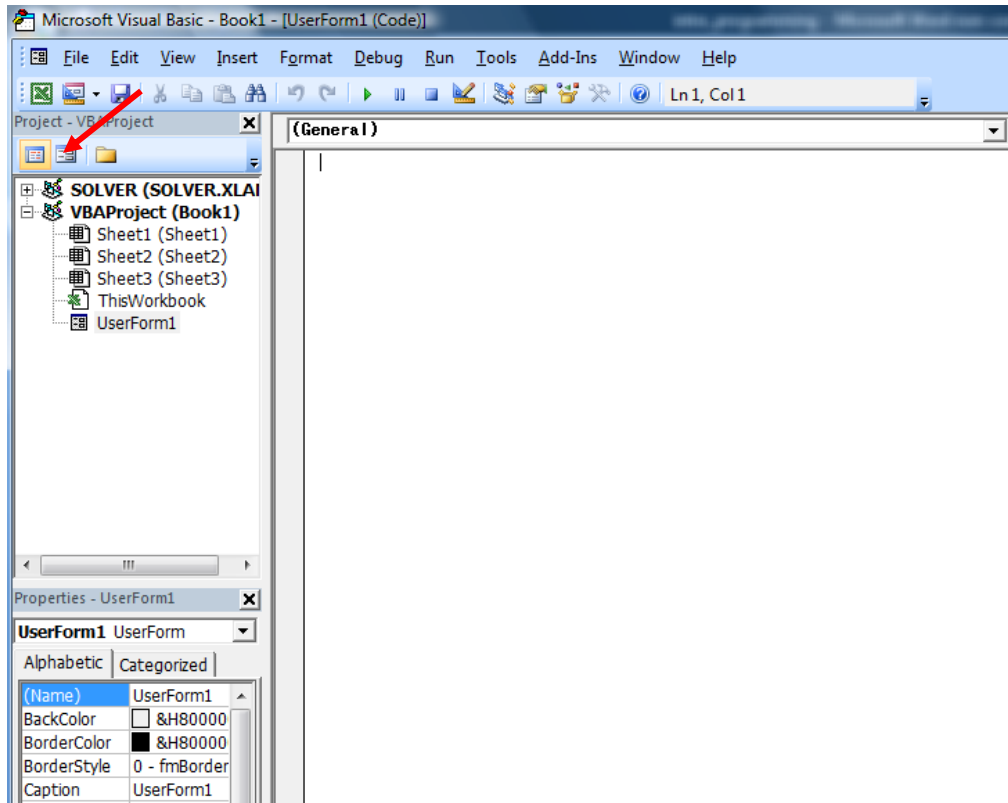 Microsoft Visual Basic - Book1 - [UserForm1 (Code)]
File Edit View Insert Format Debug Run Tools Add-Ins Window Help
Ln 1, Col 1
Project - VBAProject
(General)
SOLVER (SOLVER.XLA
VBAProject (Book1)
Sheet1 (Sheet1)
Sheet2 (Sheet2)
Sheet3 (Sheet3)
ThisWorkbook
UserForm1
Properties - UserForm1
UserForm1 UserForm
Alphabetic Categorized
(Name) UserForm1
BackColor &H80000
BorderColor &H80000
BorderStyle 0 - fmBorder
Caption UserForm1